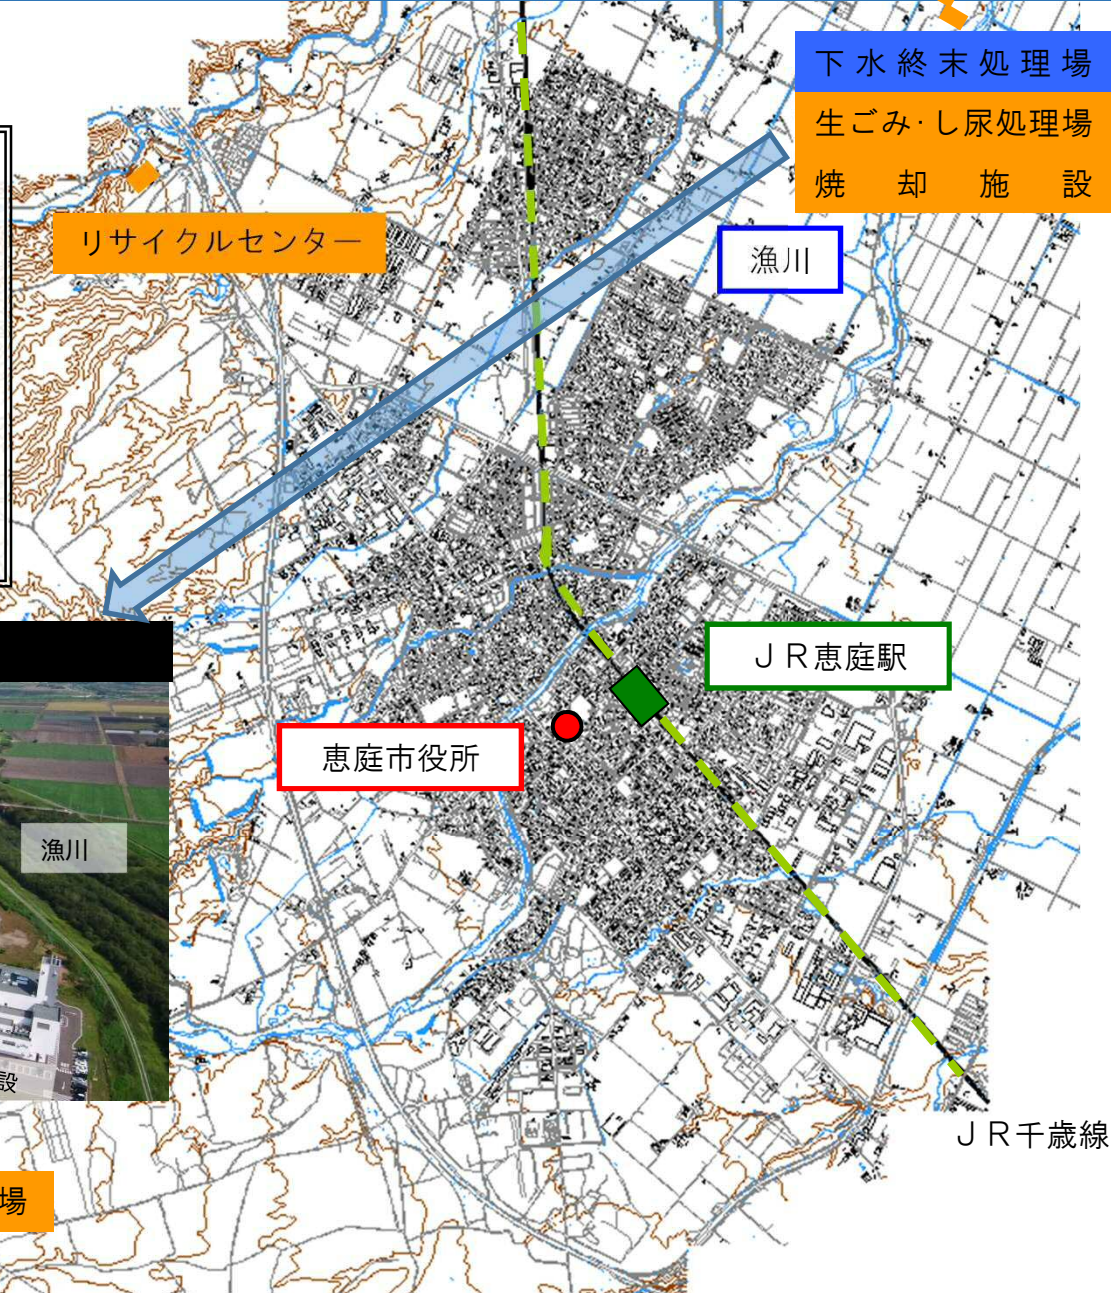 下水終末処理場
生ごみ・し尿処理場
焼却施設
リサイクルセンター
漁川
ＪＲ恵庭駅
恵庭市役所
漁川
設
ＪＲ千歳線
場